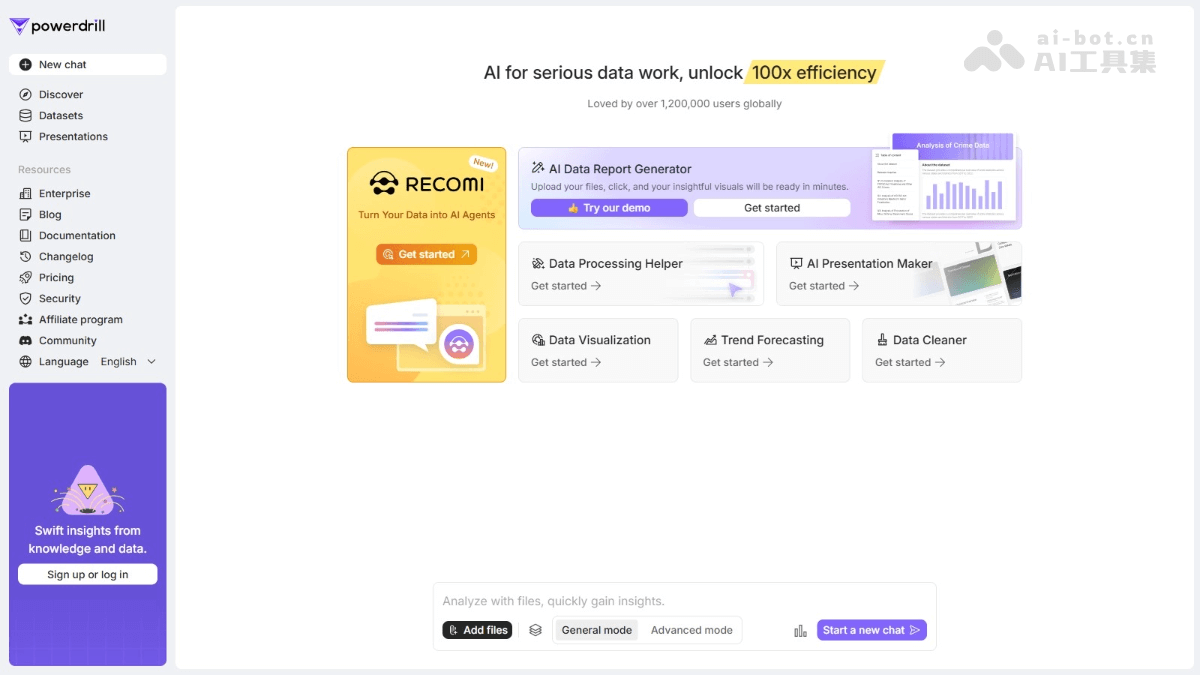 powerdrill
New chat
Discover
Datasets
Presentations
Resources
Enterprise
Blog
Documentation
Changelog
Pricing
Security
Affiliate program
Community
Language English
Swift insights from
knowledge and data.
Sign up or log in
ai-bot.cn
AI工具集
AI for serious data work, unlock 100x efficiency
Loved by over 1,200,000 users globally
New!
RECOMI
Turn Your Data into AI Agents
Get started
AI Data Report Generator
Upload your files, click, and your insightful visuals will be ready in minutes.
Try our demo
Get started
Analysis of Crime Data
About the dataset
Data Processing Helper
Get started
AI Presentation Maker
Get started
Data Visualization
Get started
Trend Forecasting
Get started
Data Cleaner
Get started
Analyze with files, quickly gain insights.
Add files
General mode
Advanced mode
Start a new chat